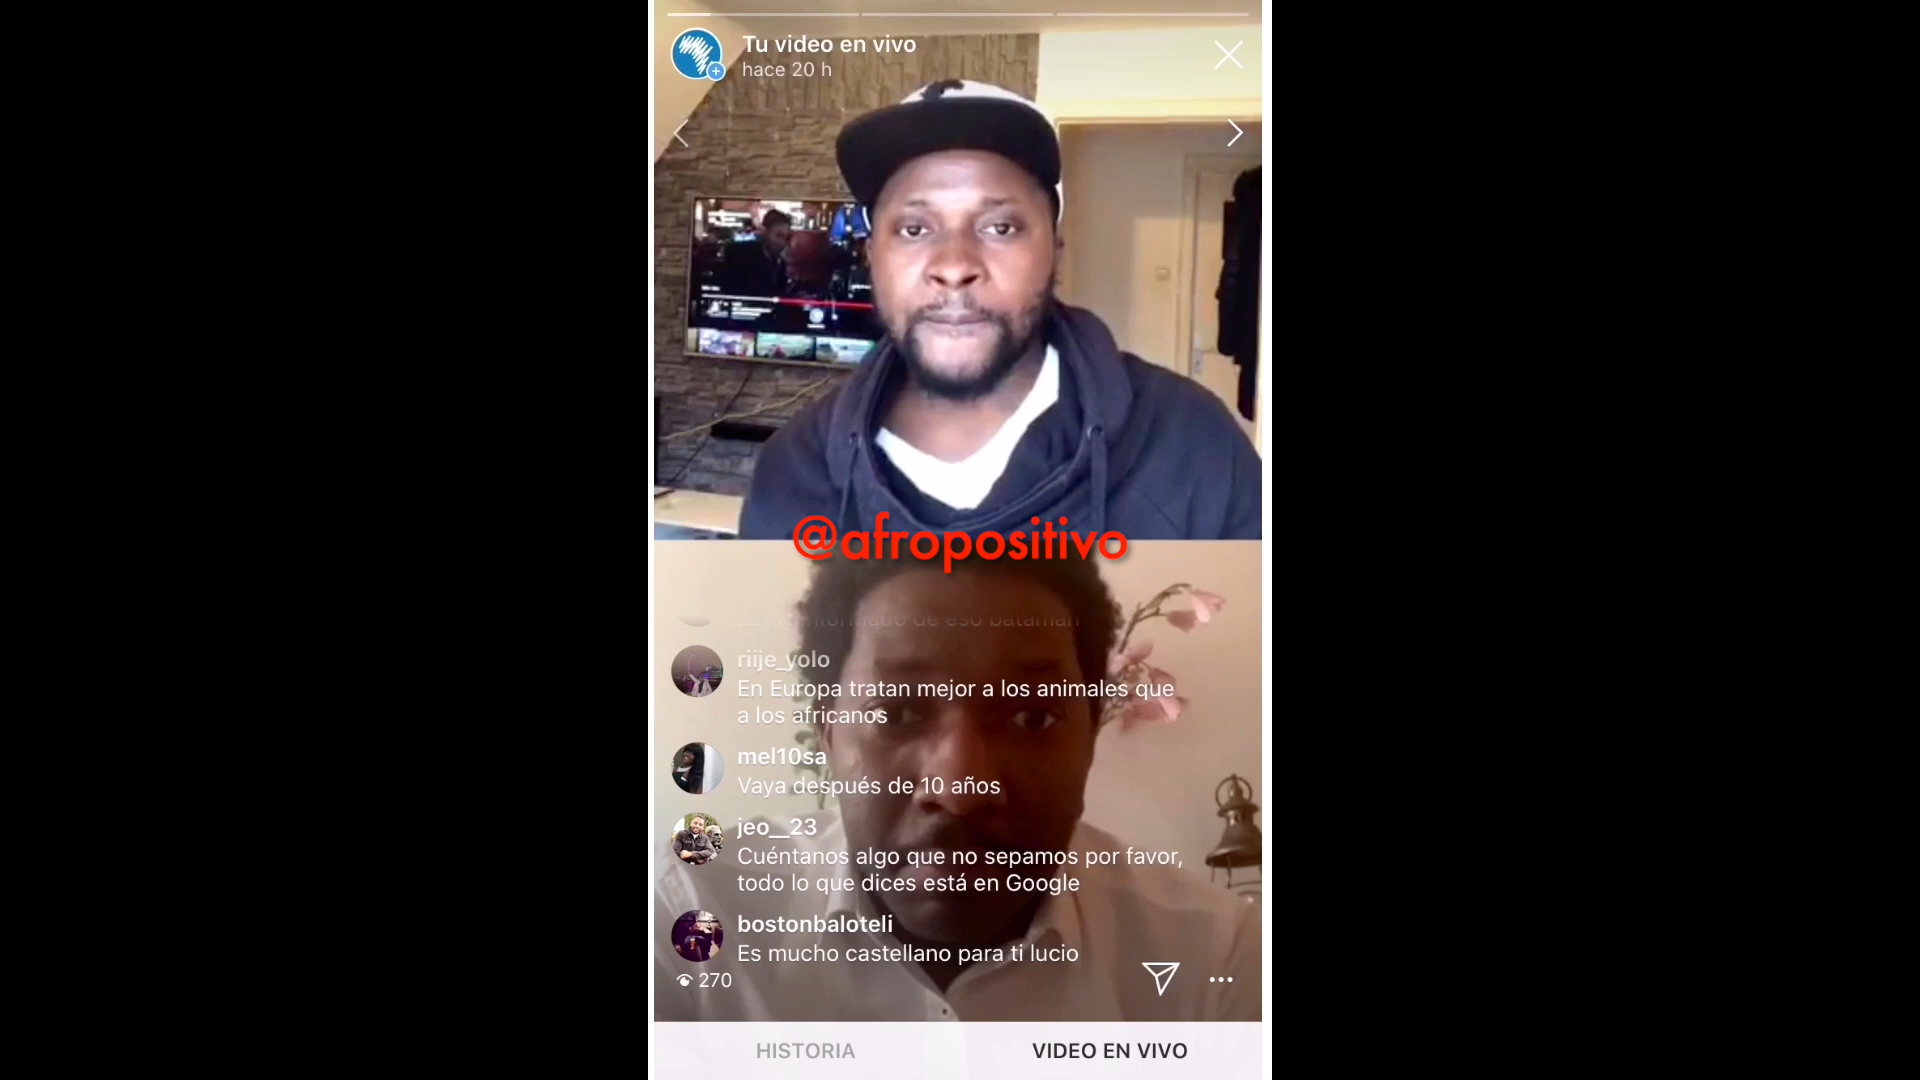 Tu video en vivo
hace 20 h
@afropositivo
riije_yolo
En Europa tratan mejor a los animales que
a los africanos
mel10sa
Vaya después de 10 años
jeo__23
Cuéntanos algo que no sepamos por favor,
todo lo que dices está en Google
bostonbaloteli
Es mucho castellano para ti lucio
270
HISTORIA
VIDEO EN VIVO